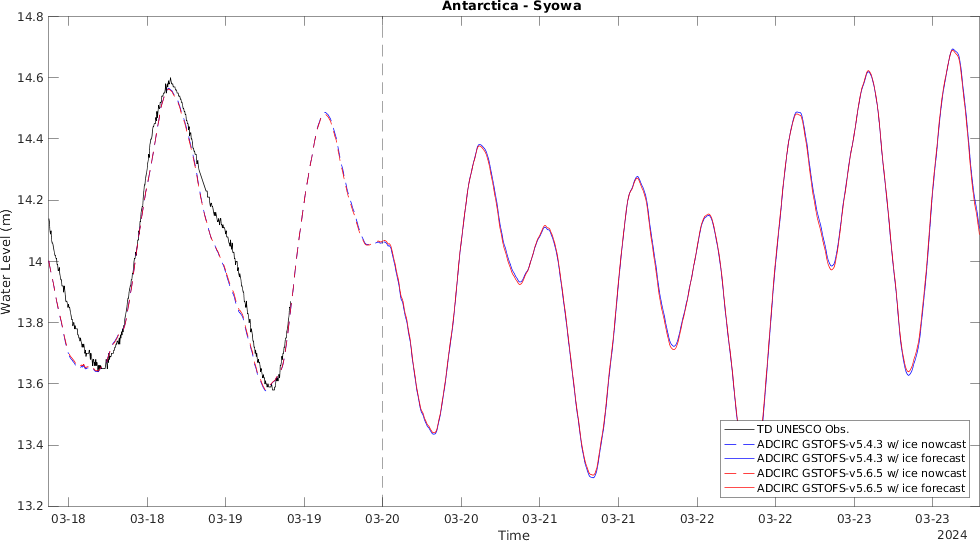 Antarctica - Syowa
14.8
14.6
14.4
14.2
14
13.8
13.6
13.4
13.2
Water Level (m)
TD UNESCO Obs.
ADCIRC GSTOFS-v5.4.3 w/ ice nowcast
ADCIRC GSTOFS-v5.4.3 w/ ice forecast
ADCIRC GSTOFS-v5.6.5 w/ ice nowcast
ADCIRC GSTOFS-v5.6.5 w/ ice forecast
03-18 03-18 03-19 03-19 03-20 03-20 03-21 03-21 03-22 03-22 03-23 03-23
Time
2024